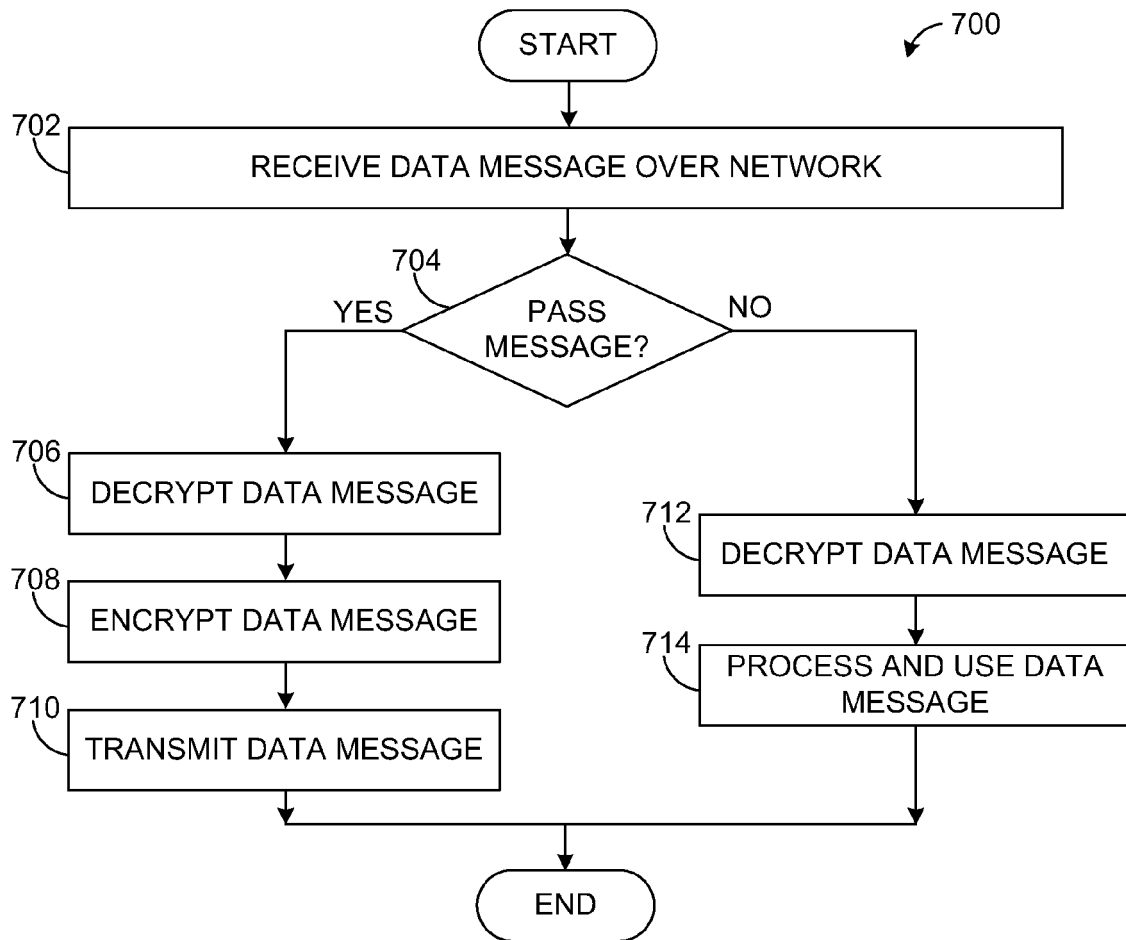 START
700
702
RECEIVE DATA MESSAGE OVER NETWORK
704
YES
PASS
MESSAGE?
NO
706
DECRYPT DATA MESSAGE
708
ENCRYPT DATA MESSAGE
710
TRANSMIT DATA MESSAGE
712
DECRYPT DATA MESSAGE
714
PROCESS AND USE DATA
MESSAGE
END